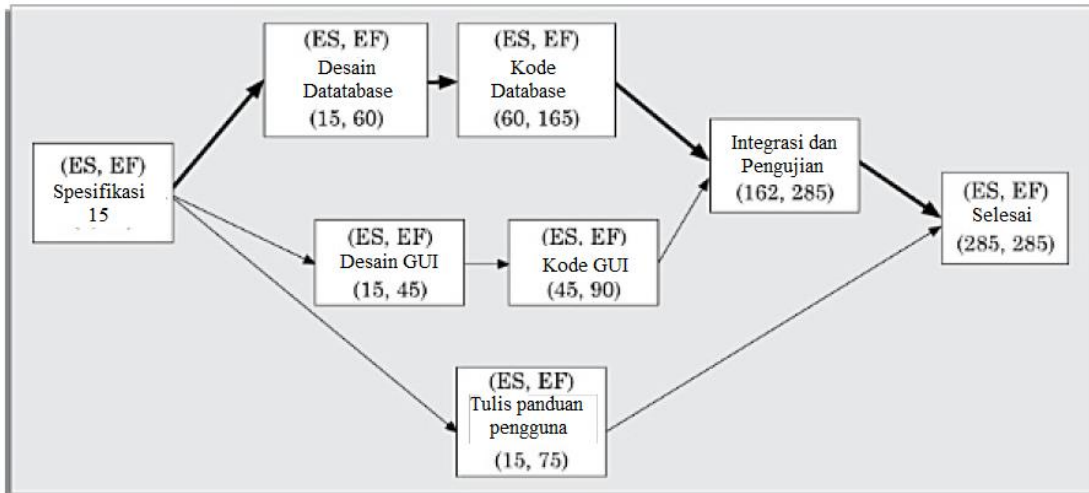 (ES, EF)
Spesifikasi
15
(ES, EF)
Desain
Datatabase
(15, 60)
(ES, EF)
Kode
Database
(60, 165)
(ES, EF)
Desain GUI
(15, 45)
(ES, EF)
Kode GUI
(45, 90)
(ES, EF)
Tulis panduan
pengguna
(15, 75)
Integrasi dan
Pengujian
(162, 285)
(ES, EF)
Selesai
(285, 285)